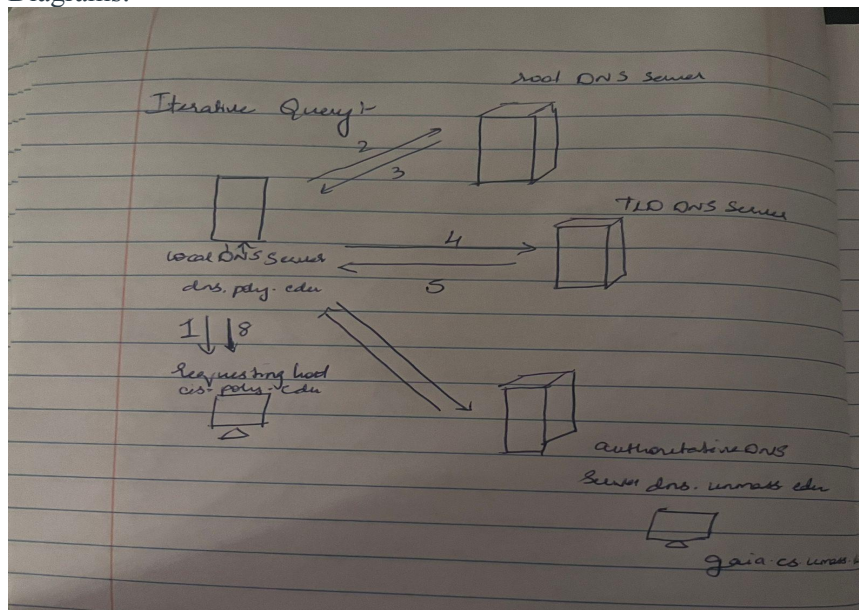 Diagrams:
root DNS Server
Iterative Query:-
2
3
TLD DNS Server
4
Local DNS Server
5
dns. poly. edu
1 8
Requesting host
cis. poly. edu
authoritative DNS
Server dns. umass edu
gaia.cs.umass.